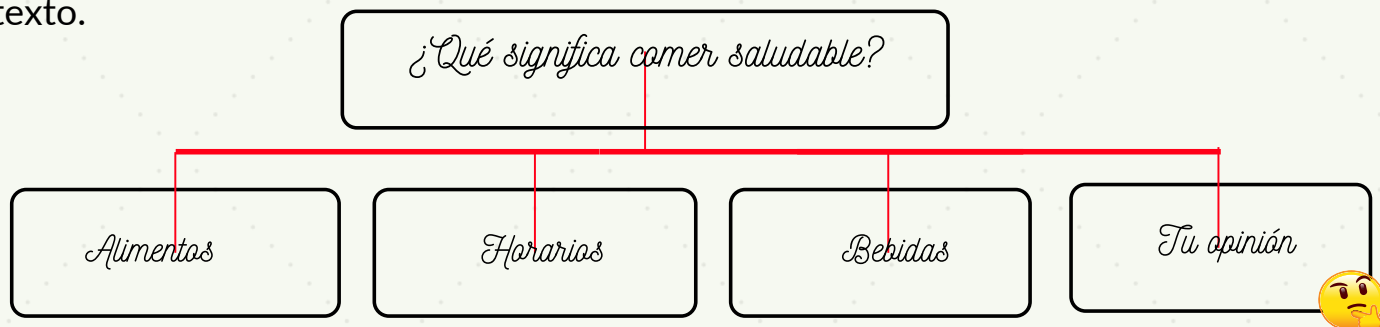 texto.
¿Qué significa comer saludable?
Alimentos
Horarios
Bebidas
Tu opinión